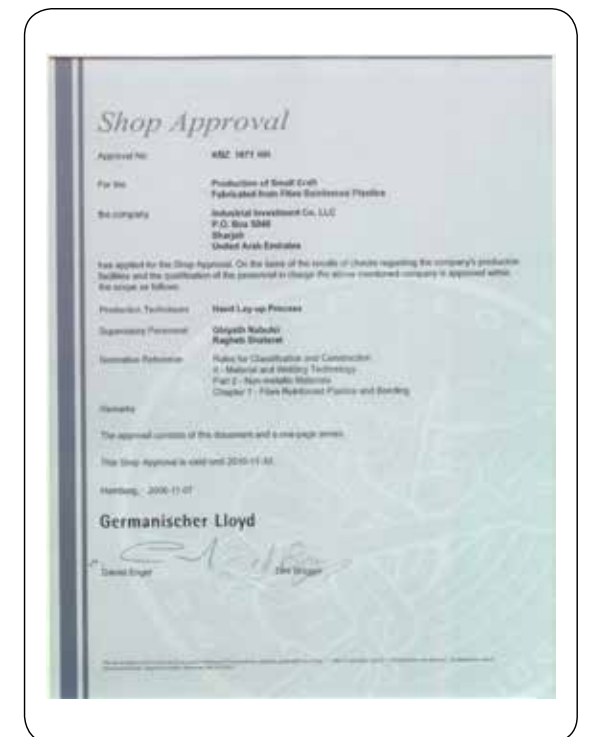 Shop Approval
Approval No.
For the Production of Small Craft
Fabricated from Fibre Reinforced Plastics
the company Industrial Investment Co. LLC
P.O. Box
Sharjah
United Arab Emirates
has applied for the Shop Approval. On the basis of the results of checks regarding the company's production
facilities and the qualification of the personnel in charge the above mentioned company is approved within
the scope as follows:
Production Techniques Hand Lay-up Process
Supervisory Personnel
Normative Reference Rules for Classification and Construction
II - Material and Welding Technology
Part 2 - Non-metallic Materials
Chapter 1 - Fibre Reinforced Plastics and Bonding
Remarks
The approval consists of this document and a one-page annex.
This Shop Approval is valid until
Hamburg,
Germanischer Lloyd
Daniel Engel